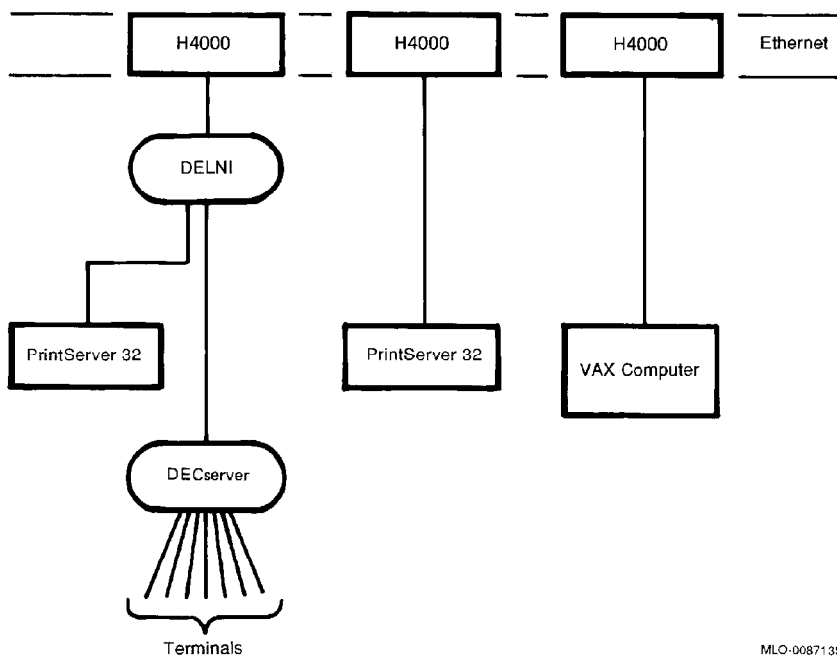 H4000
H4000
H4000
Ethernet
DELNI
PrintServer 32
PrintServer 32
VAX Computer
DECserver
Terminals